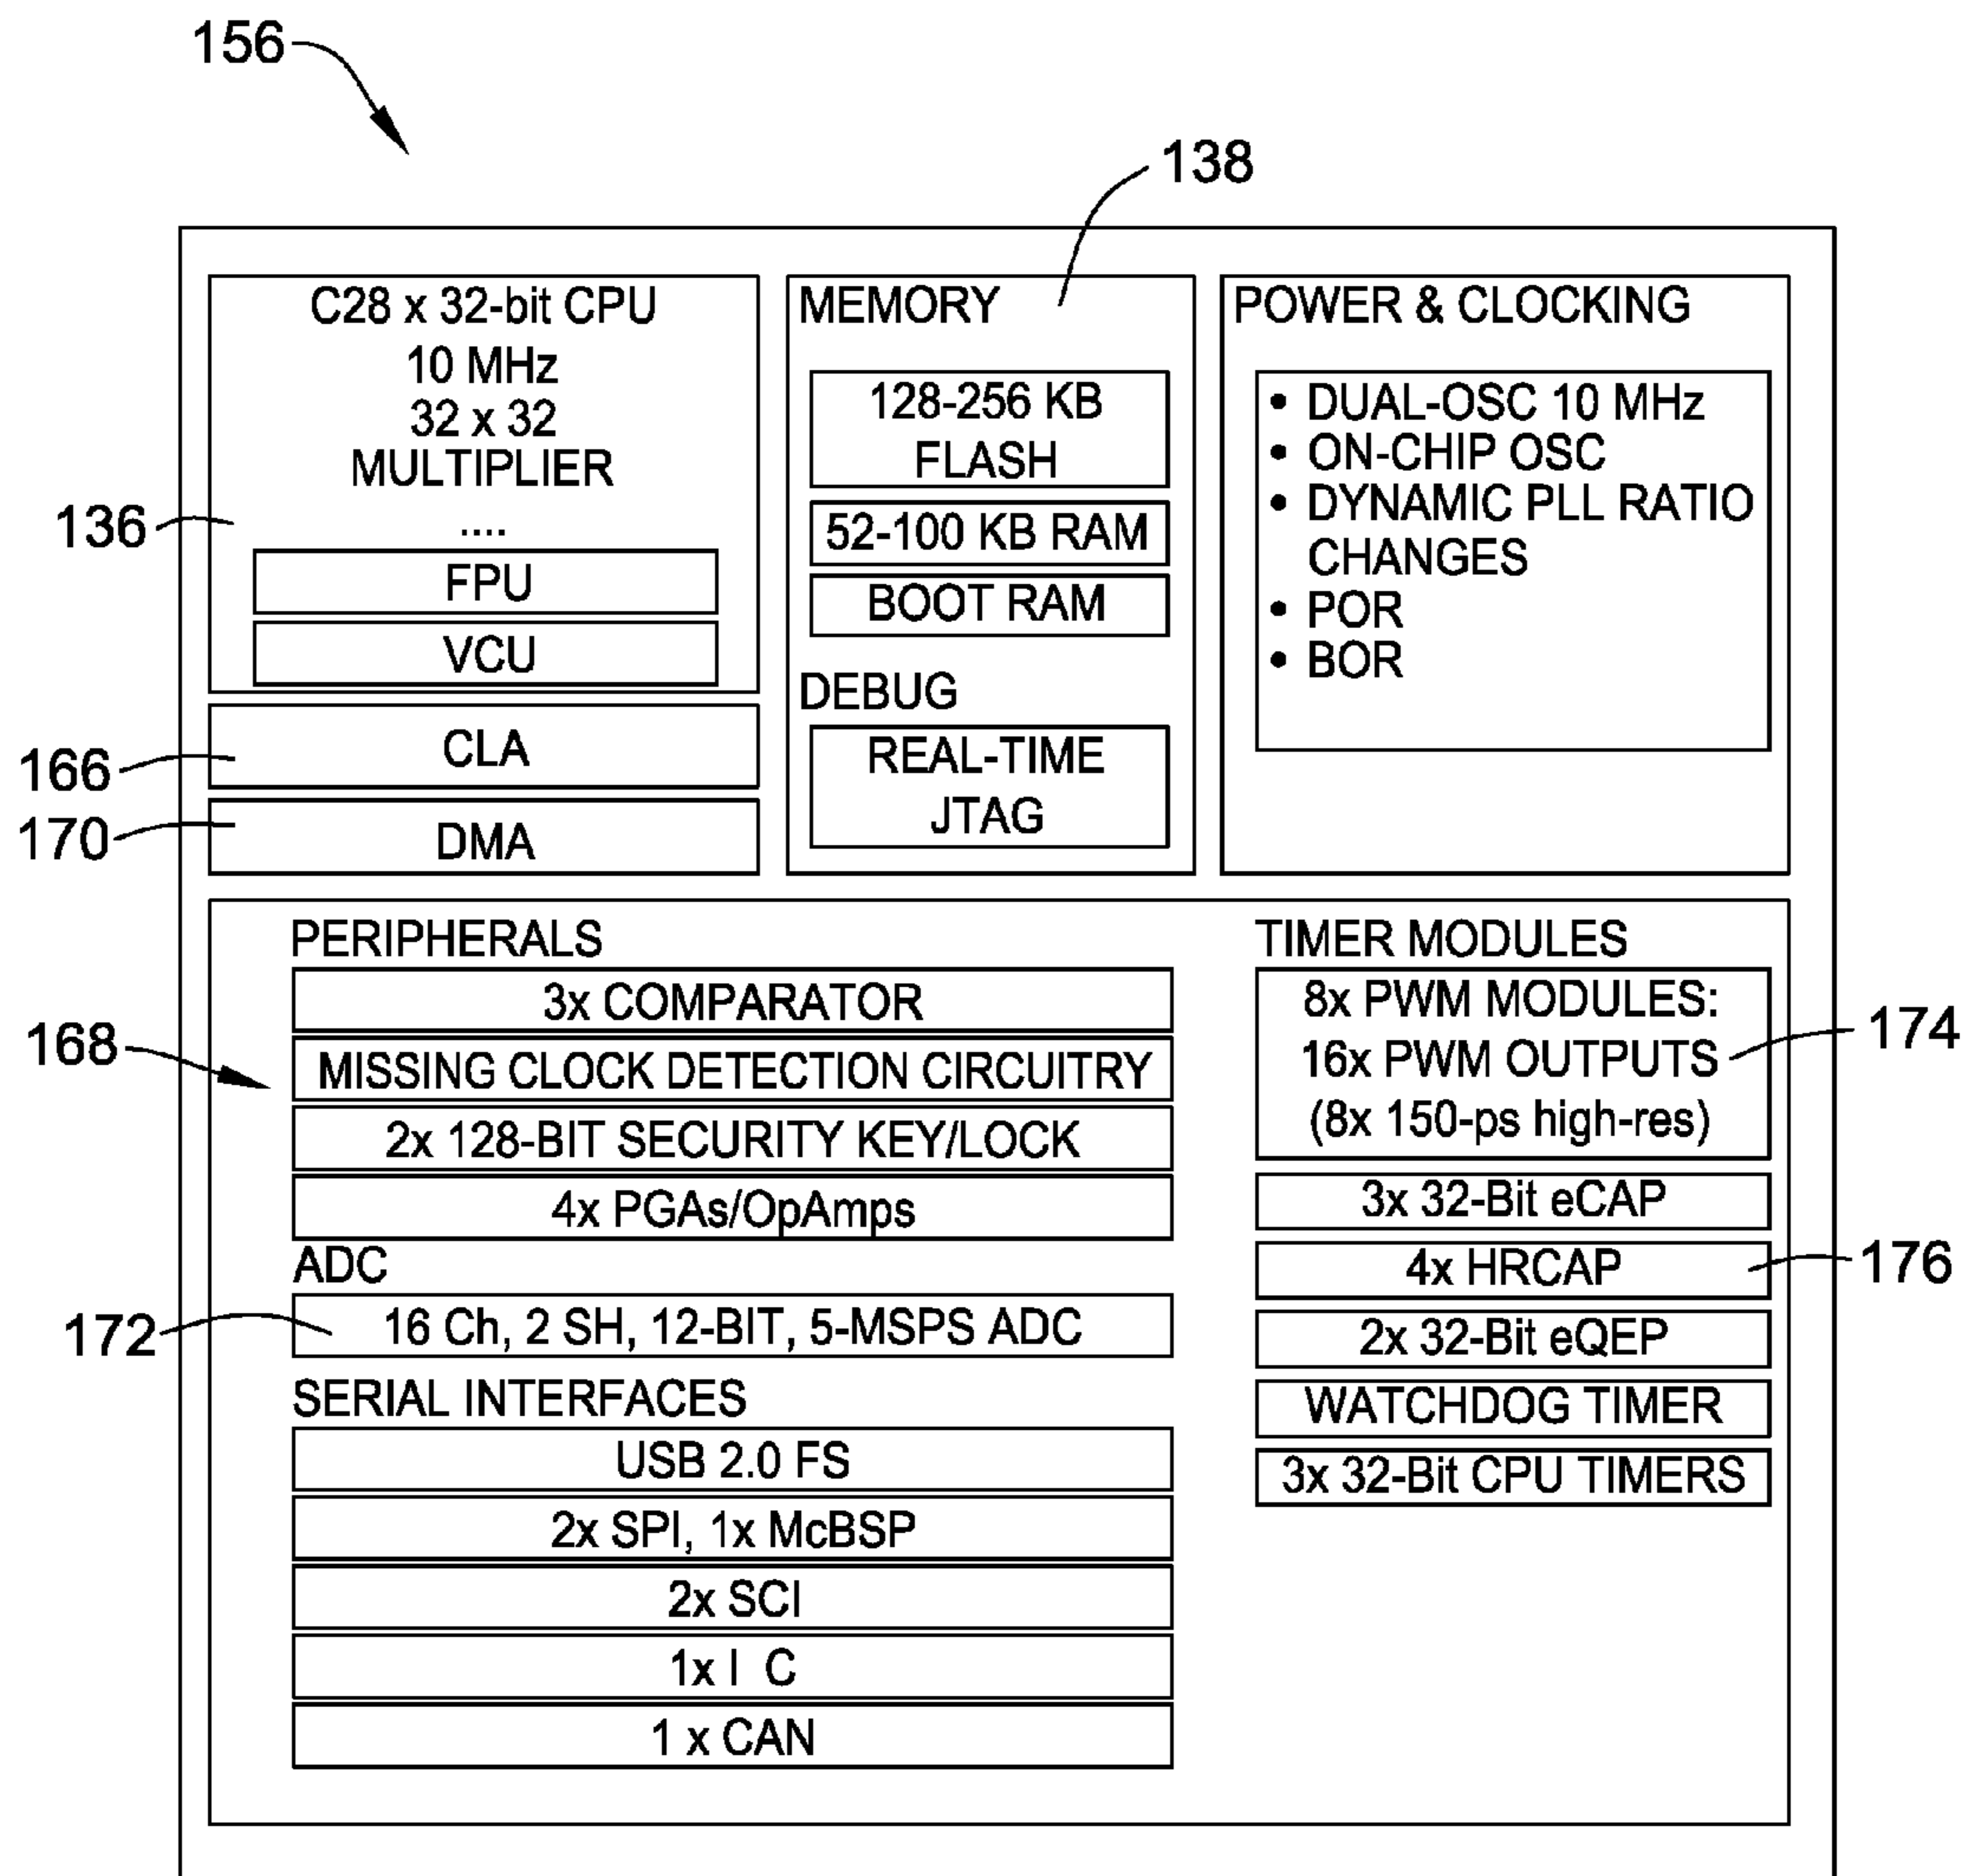 156
138
C28 x 32-bit CPU
10 MHz
32 x 32
MULTIPLIER
....
136
FPU
VCU
166
CLA
170
DMA
MEMORY
128-256 KB
FLASH
52-100 KB RAM
BOOT RAM
DEBUG
REAL-TIME
JTAG
POWER & CLOCKING
• DUAL-OSC 10 MHz
• ON-CHIP OSC
• DYNAMIC PLL RATIO
CHANGES
• POR
• BOR
PERIPHERALS
3x COMPARATOR
168
MISSING CLOCK DETECTION CIRCUITRY
2x 128-BIT SECURITY KEY/LOCK
4x PGAs/OpAmps
ADC
172
16 Ch, 2 SH, 12-BIT, 5-MSPS ADC
SERIAL INTERFACES
USB 2.0 FS
2x SPI, 1x McBSP
2x SCI
1x I C
1 x CAN
TIMER MODULES
8x PWM MODULES:
16x PWM OUTPUTS
(8x 150-ps high-res)
174
3x 32-Bit eCAP
4x HRCAP
176
2x 32-Bit eQEP
WATCHDOG TIMER
3x 32-Bit CPU TIMERS